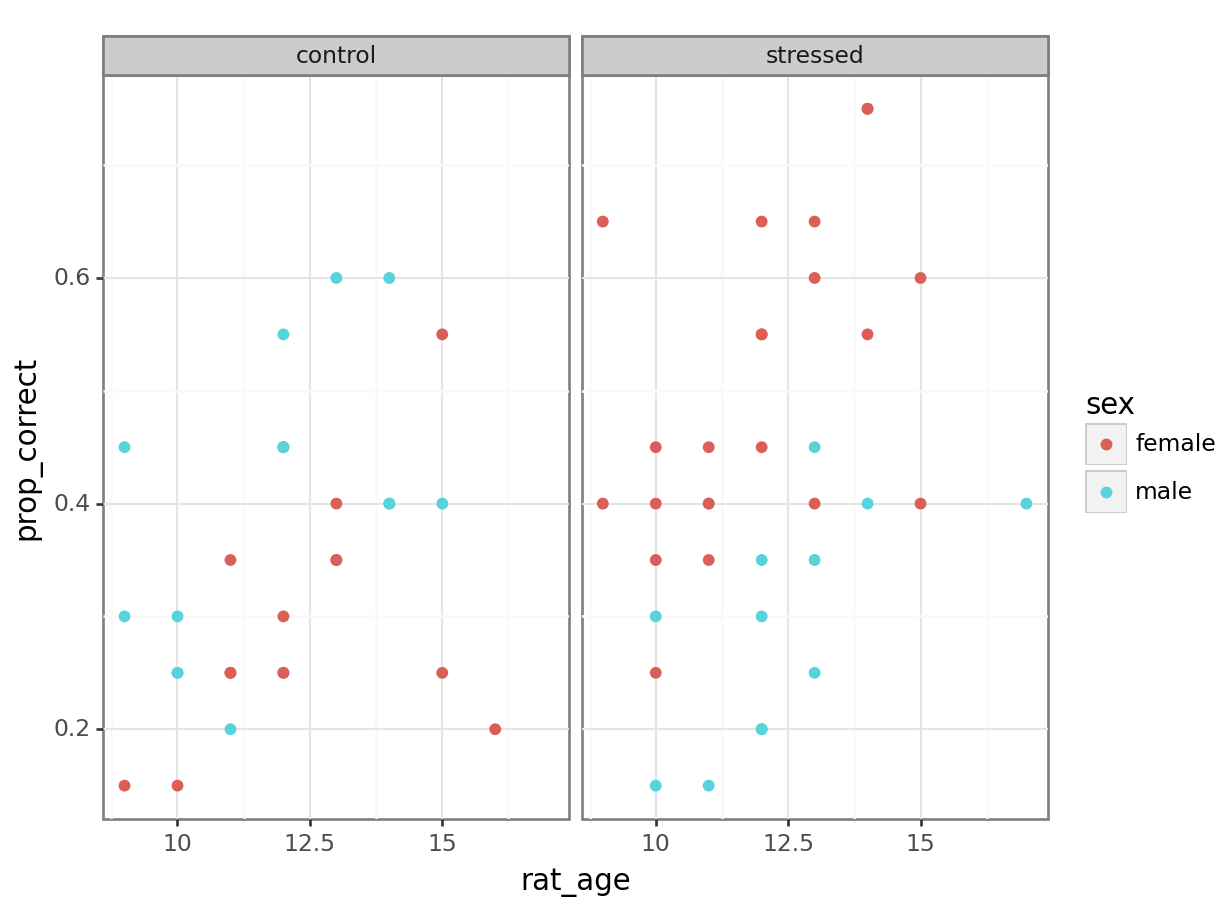 control
stressed
prop_correct
0.6
0.4
0.2
10
12.5
15
10
12.5
15
rat_age
sex
female
male